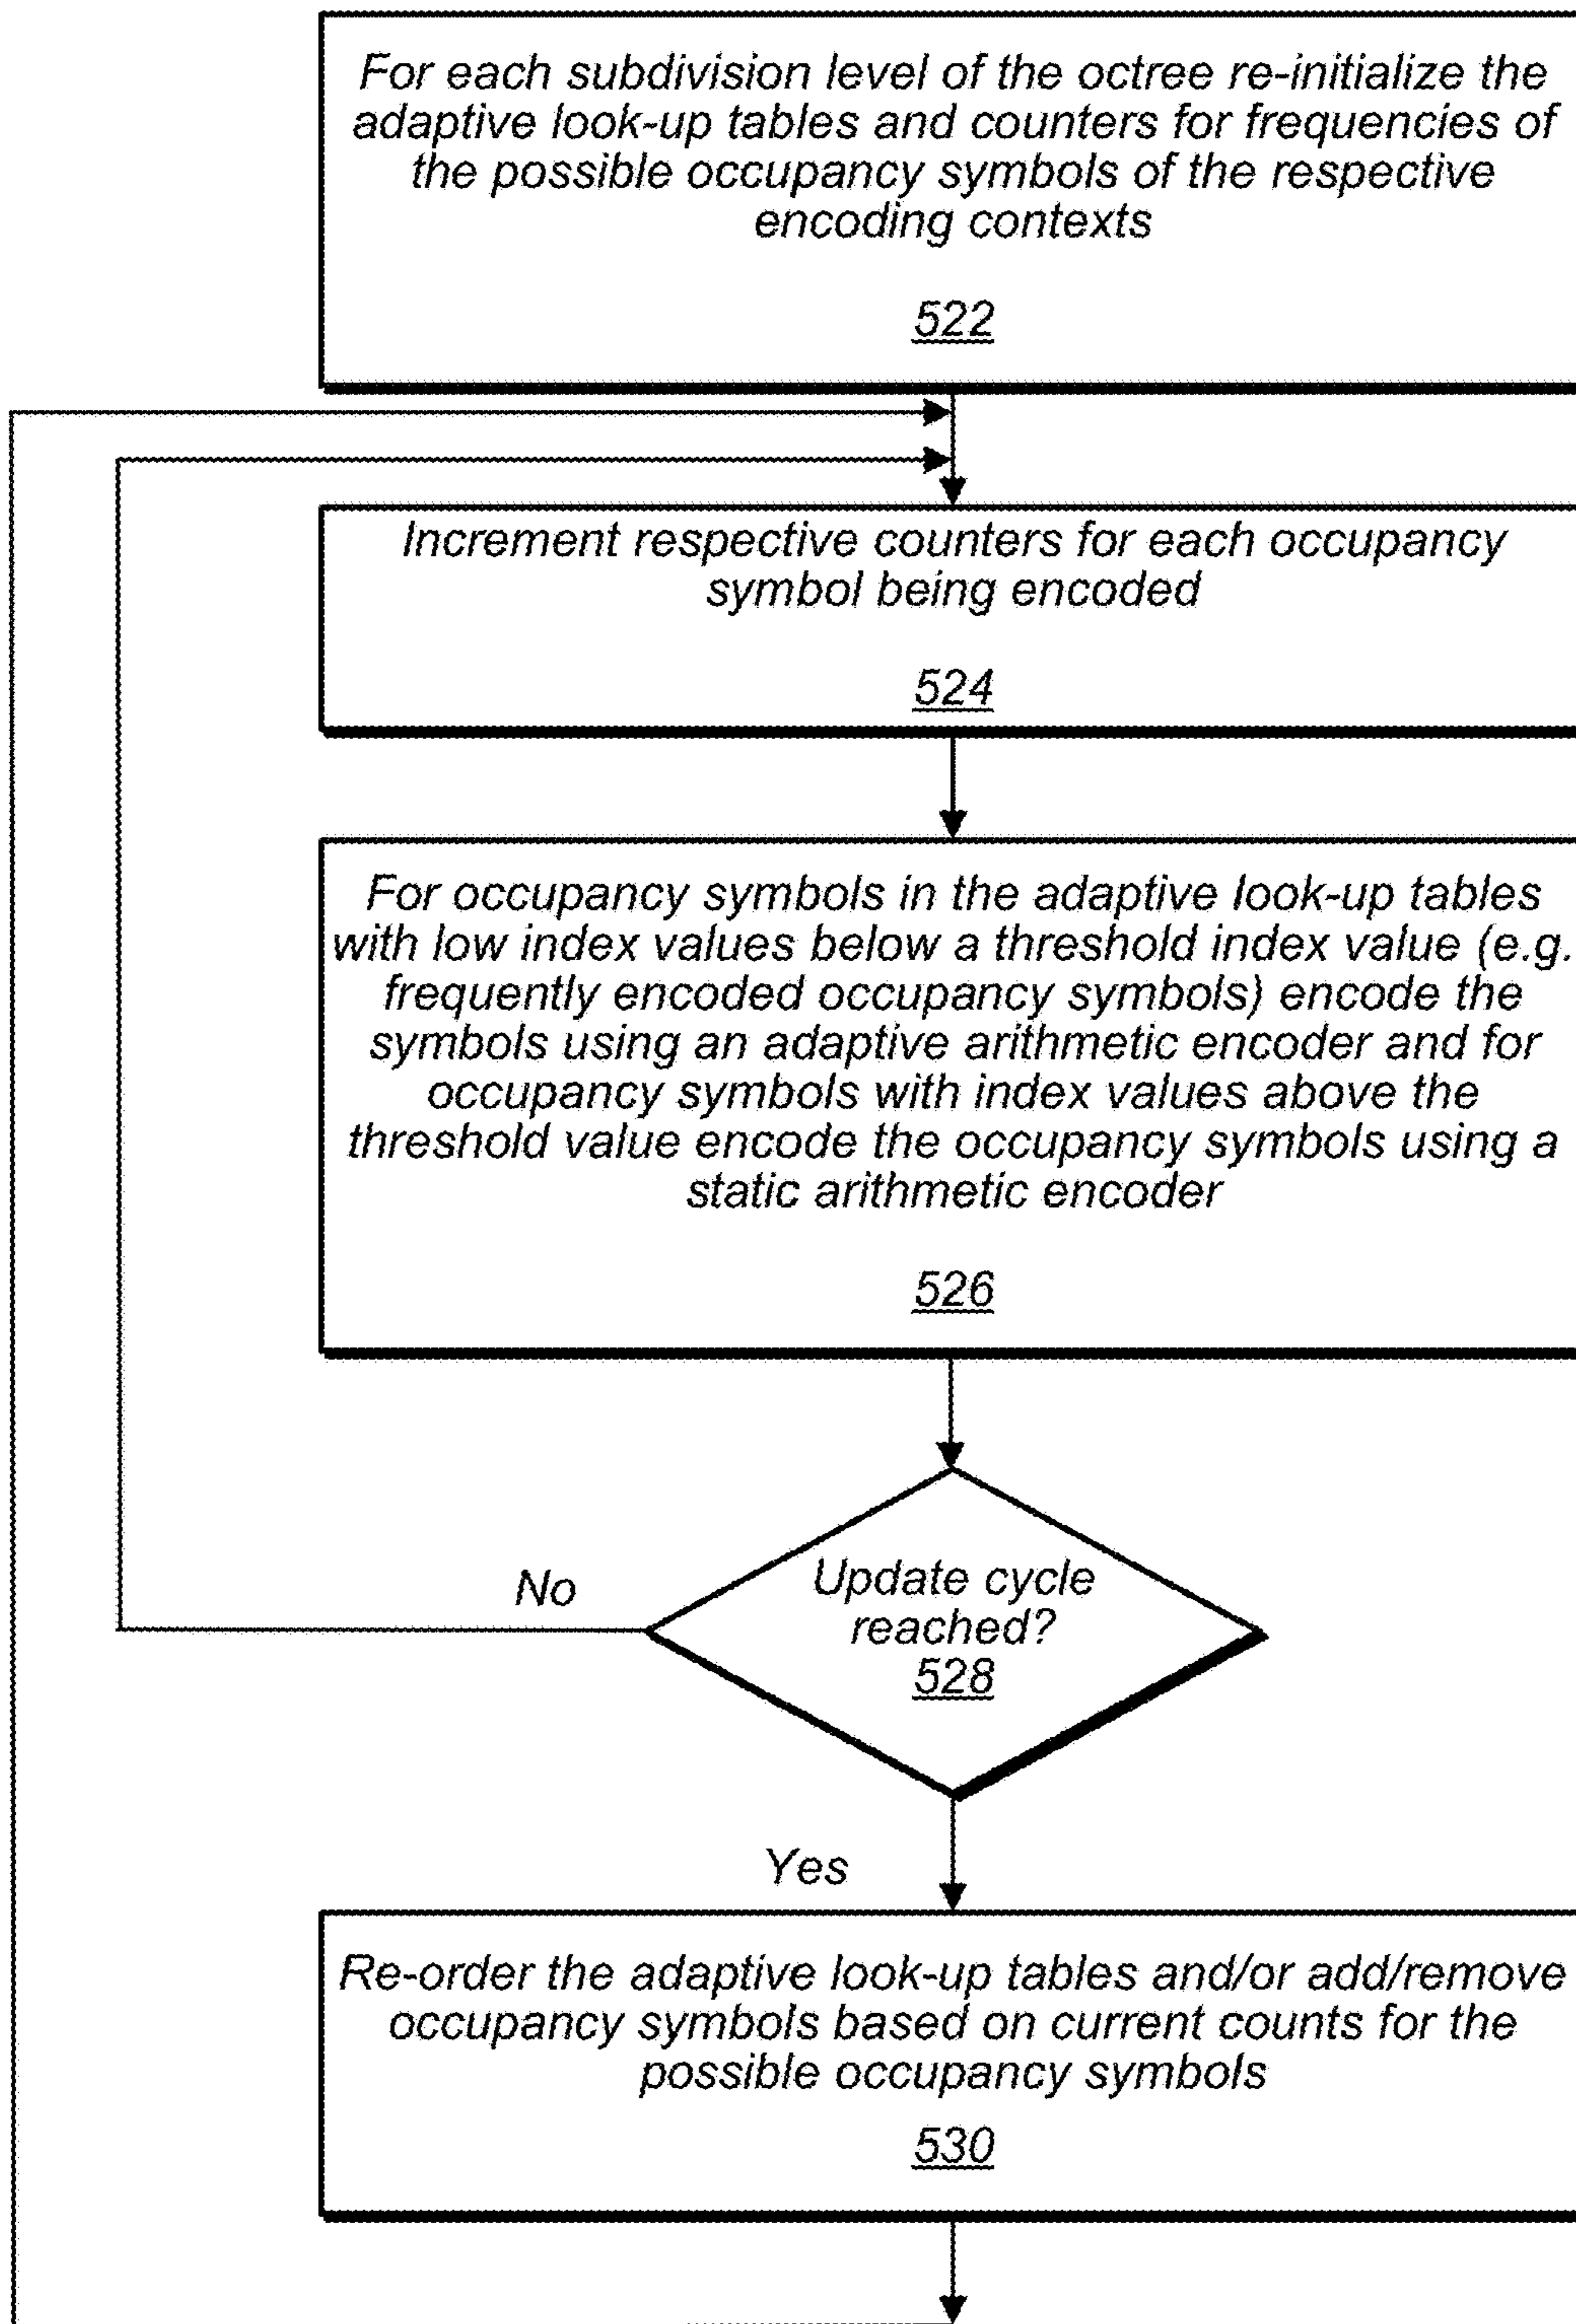 For each subdivision level of the octree re-initialize the
adaptive look-up tables and counters for frequencies of
the possible occupancy symbols of the respective
encoding contexts
522
Increment respective counters for each occupancy
symbol being encoded
524
For occupancy symbols in the adaptive look-up tables
with low index values below a threshold index value (e.g.
frequently encoded occupancy symbols) encode the
symbols using an adaptive arithmetic encoder and for
occupancy symbols with index values above the
threshold value encode the occupancy symbols using a
static arithmetic encoder
526
Update cycle
reached?
528
No
Yes
Re-order the adaptive look-up tables and/or add/remove
occupancy symbols based on current counts for the
possible occupancy symbols
530